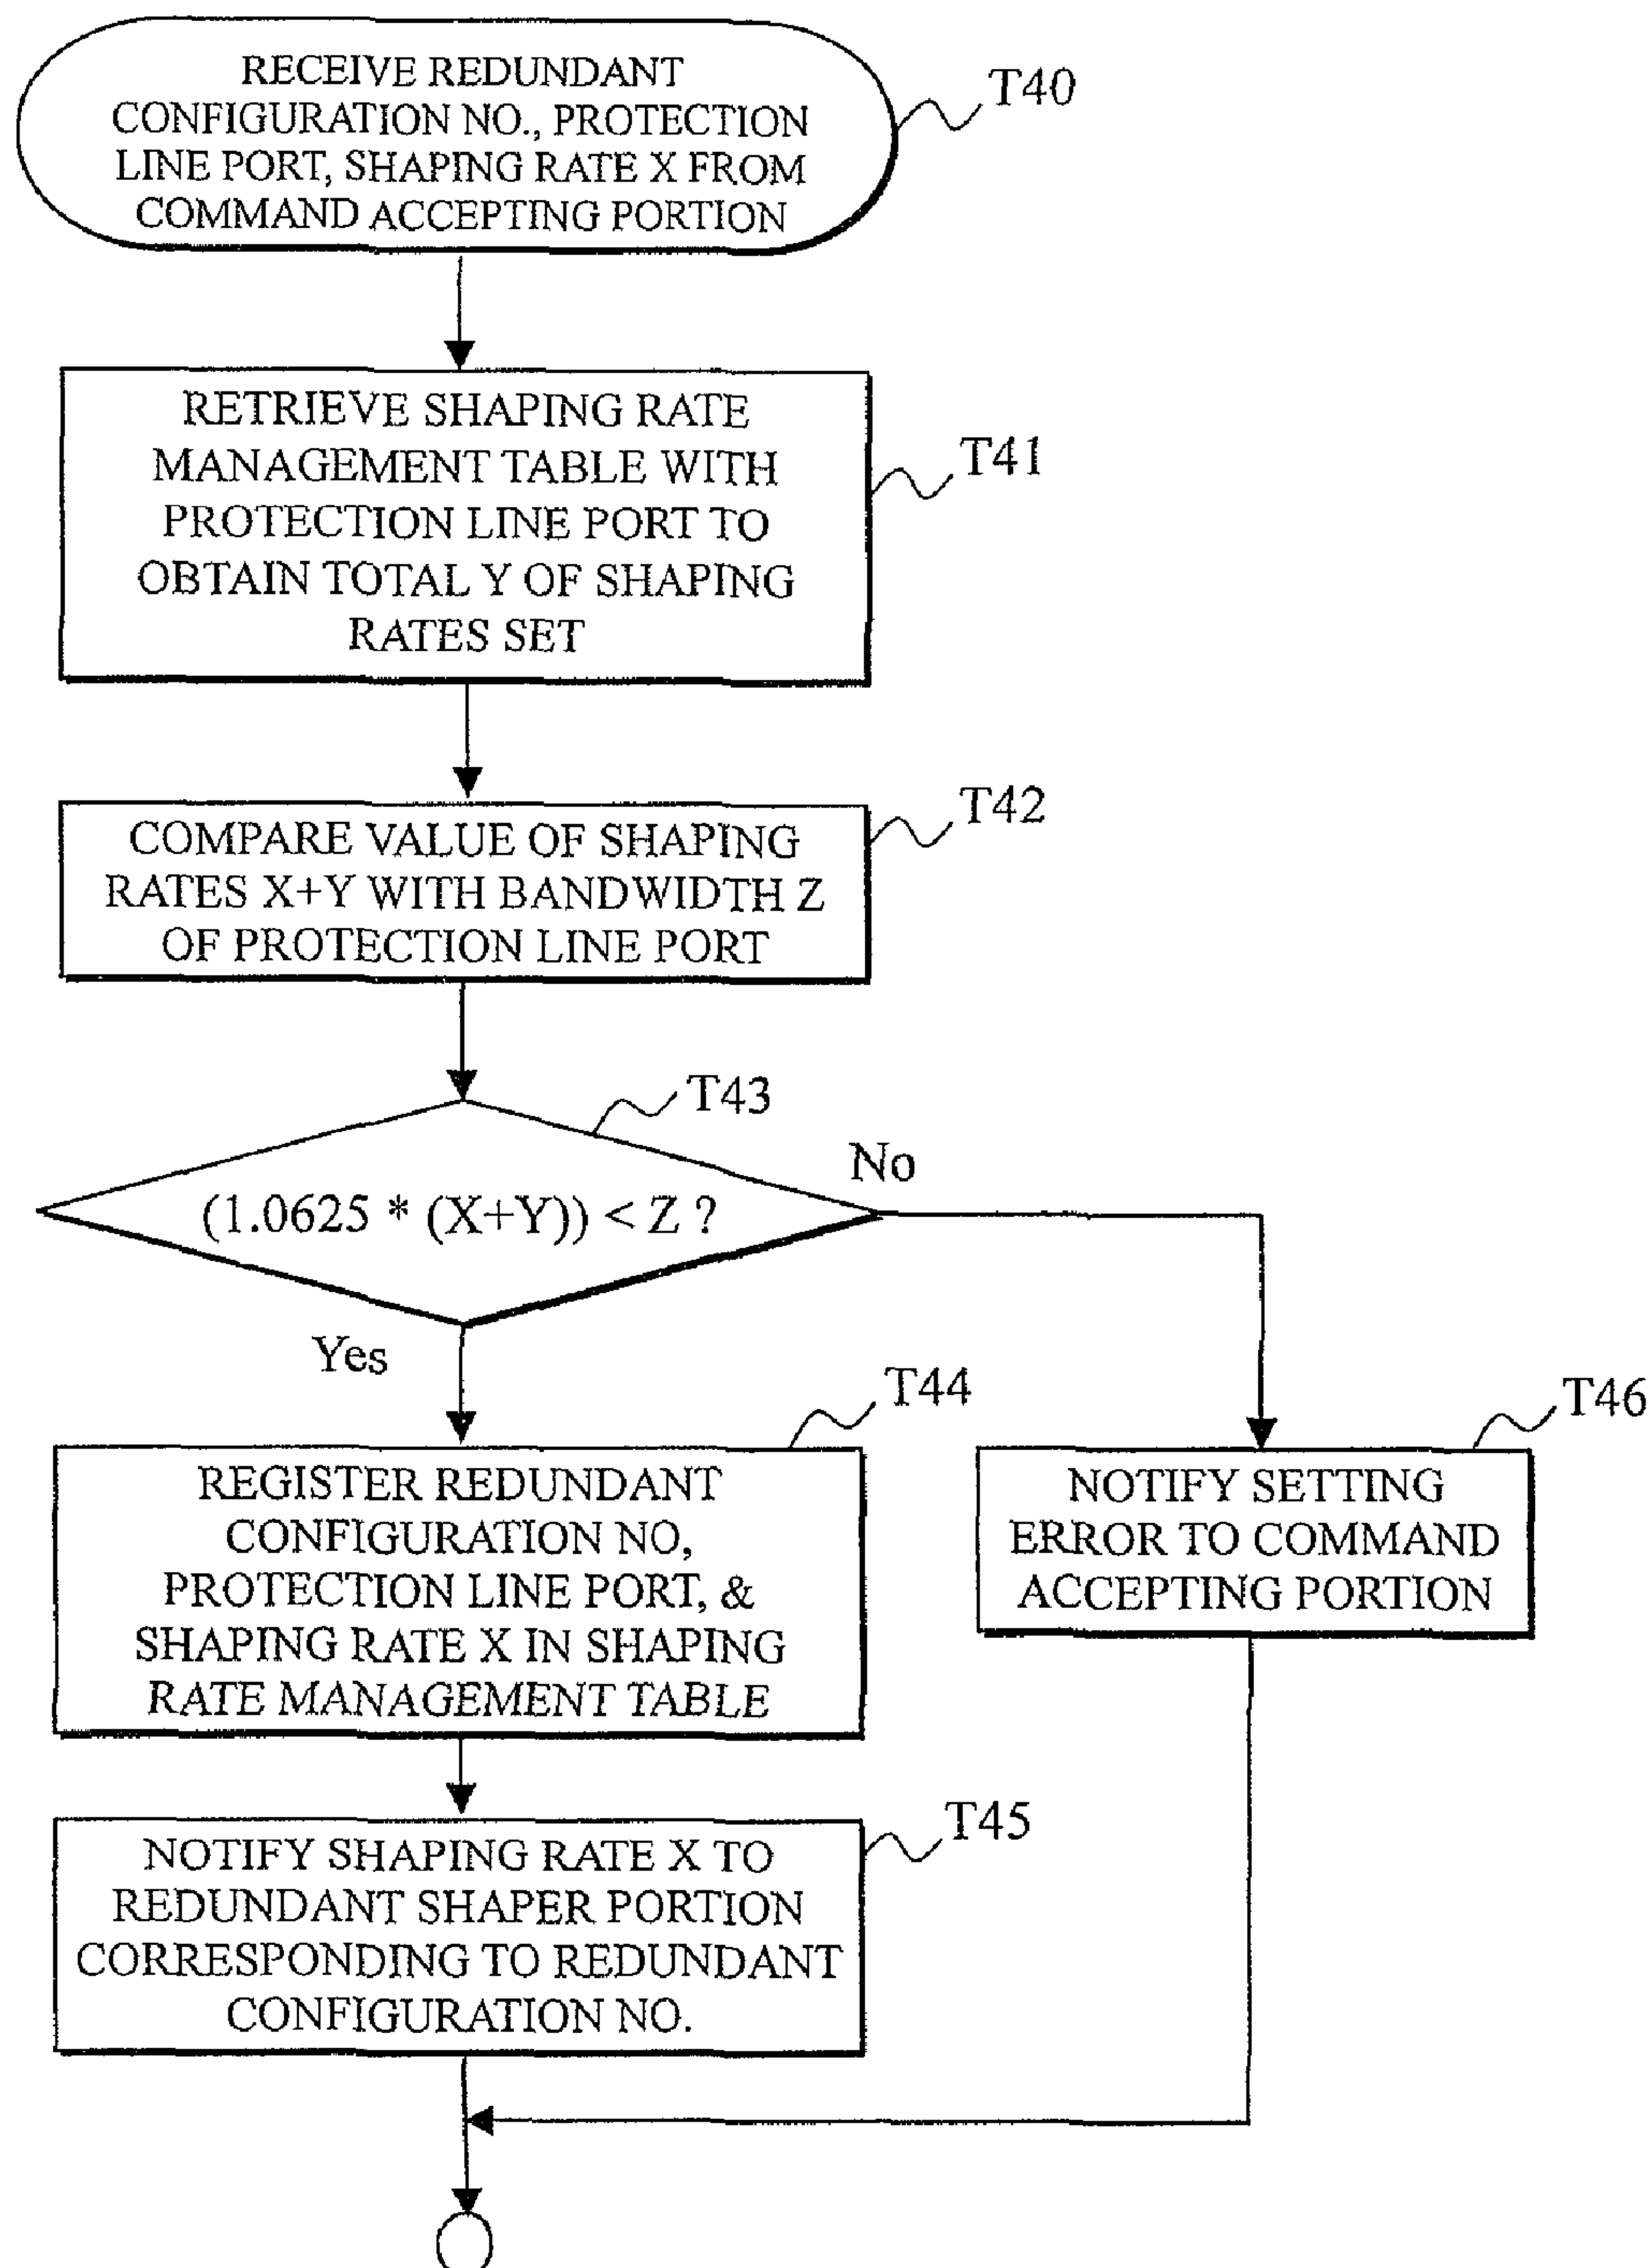 RECEIVE REDUNDANT
CONFIGURATION NO., PROTECTION
LINE PORT, SHAPING RATE X FROM
COMMAND ACCEPTING PORTION
T40
RETRIEVE SHAPING RATE
MANAGEMENT TABLE WITH
PROTECTION LINE PORT TO
OBTAIN TOTAL Y OF SHAPING
RATES SET
T41
COMPARE VALUE OF SHAPING
RATES X+Y WITH BANDWIDTH Z
OF PROTECTION LINE PORT
T42
T43
(1.0625 * (X+Y)) < Z ?
No
Yes
T44
REGISTER REDUNDANT
CONFIGURATION NO,
PROTECTION LINE PORT, &
SHAPING RATE X IN SHAPING
RATE MANAGEMENT TABLE
T46
NOTIFY SETTING
ERROR TO COMMAND
ACCEPTING PORTION
T45
NOTIFY SHAPING RATE X TO
REDUNDANT SHAPER PORTION
CORRESPONDING TO REDUNDANT
CONFIGURATION NO.